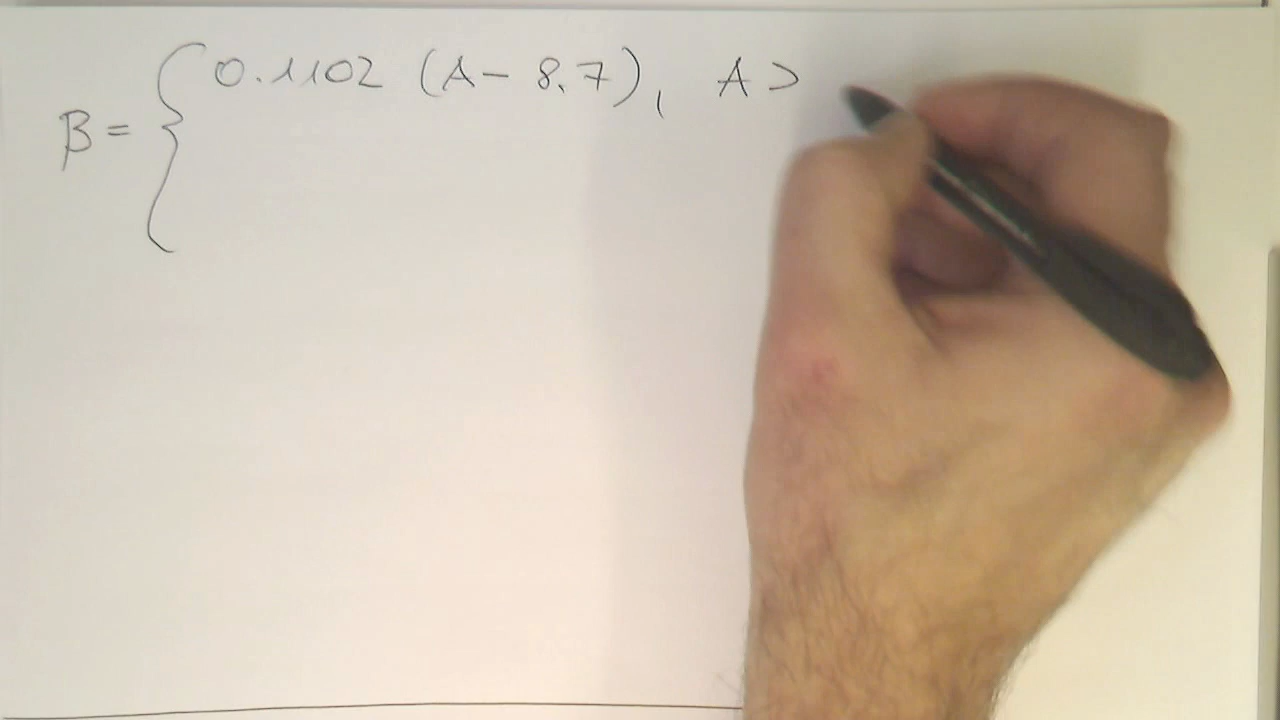 β = { 0.1102 (A - 8.7), A >